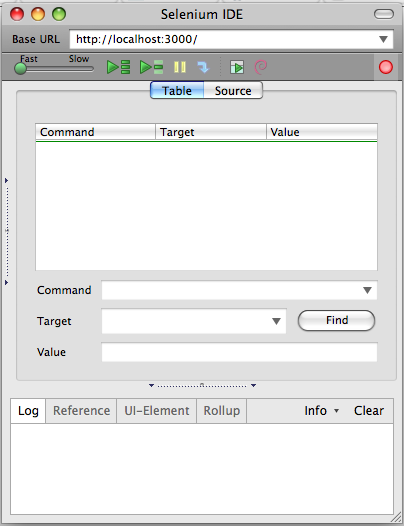 Selenium IDE
Base URL http://localhost:3000/
Fast Slow
Table Source
Command Target Value
Command
Target Find
Value
Log Reference UI-Element Rollup Info Clear